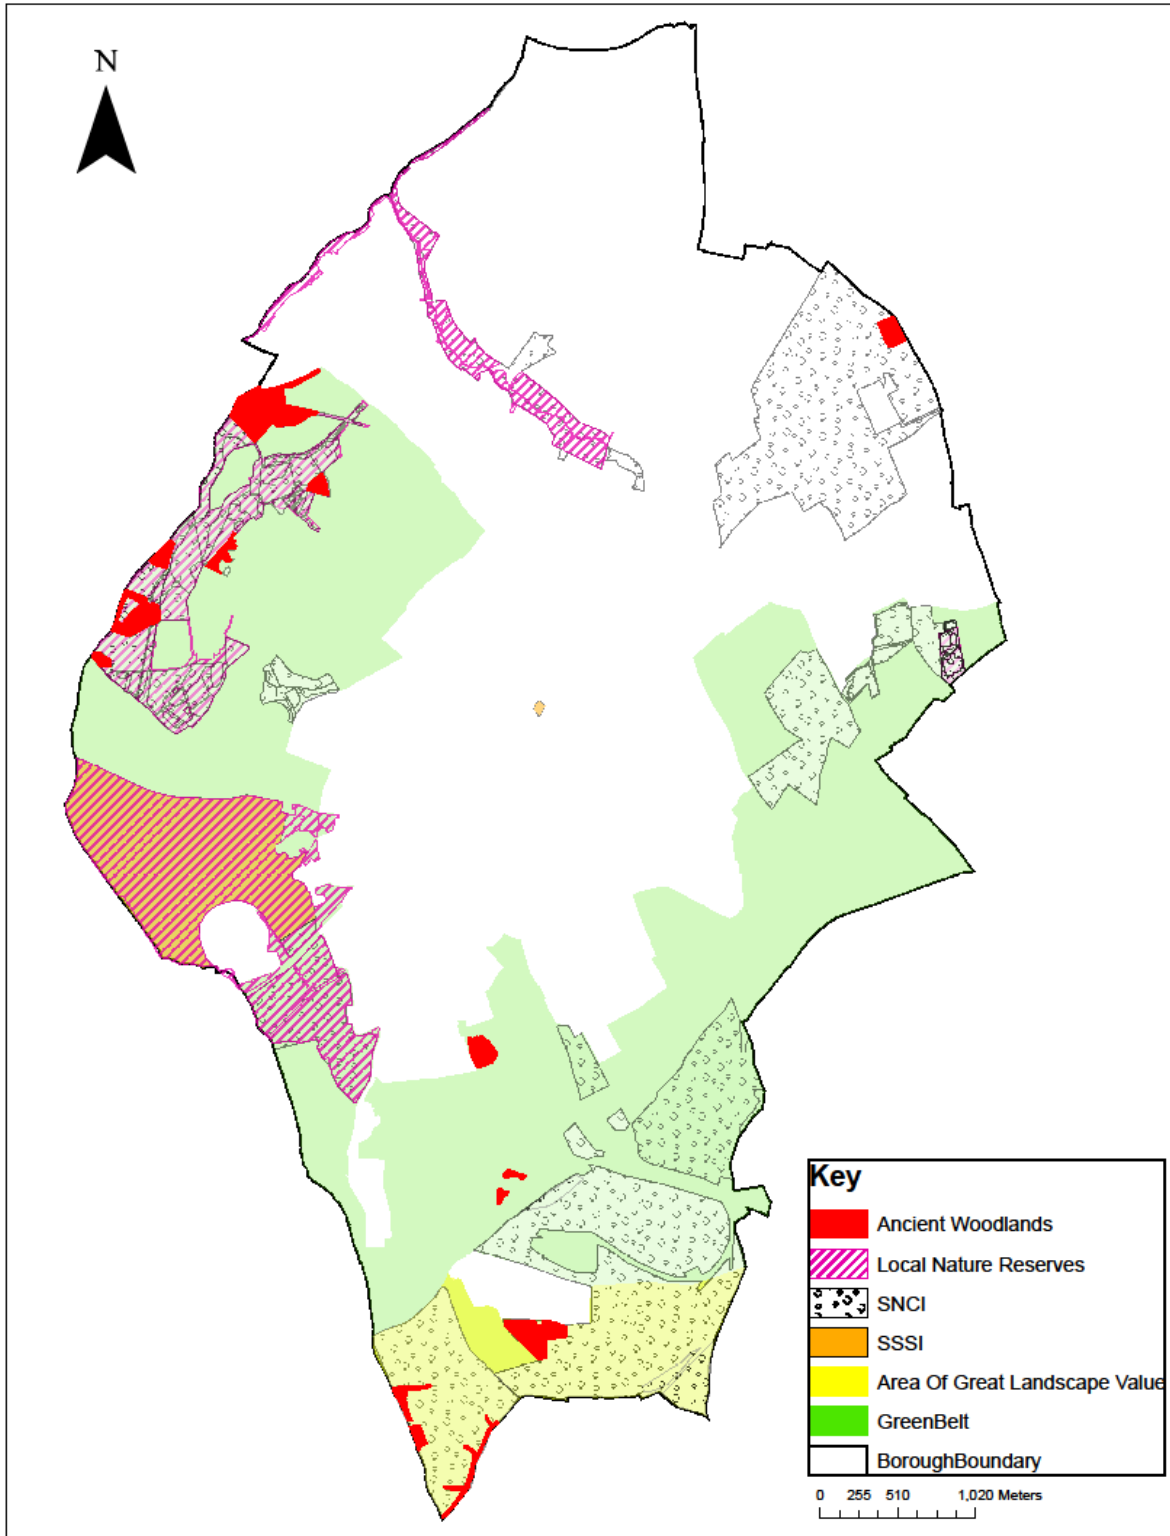 N
Key
Ancient Woodlands
Local Nature Reserves
SNCI
SSSI
Area Of Great Landscape Value
GreenBelt
BoroughBoundary
0 255 510 1,020 Meters